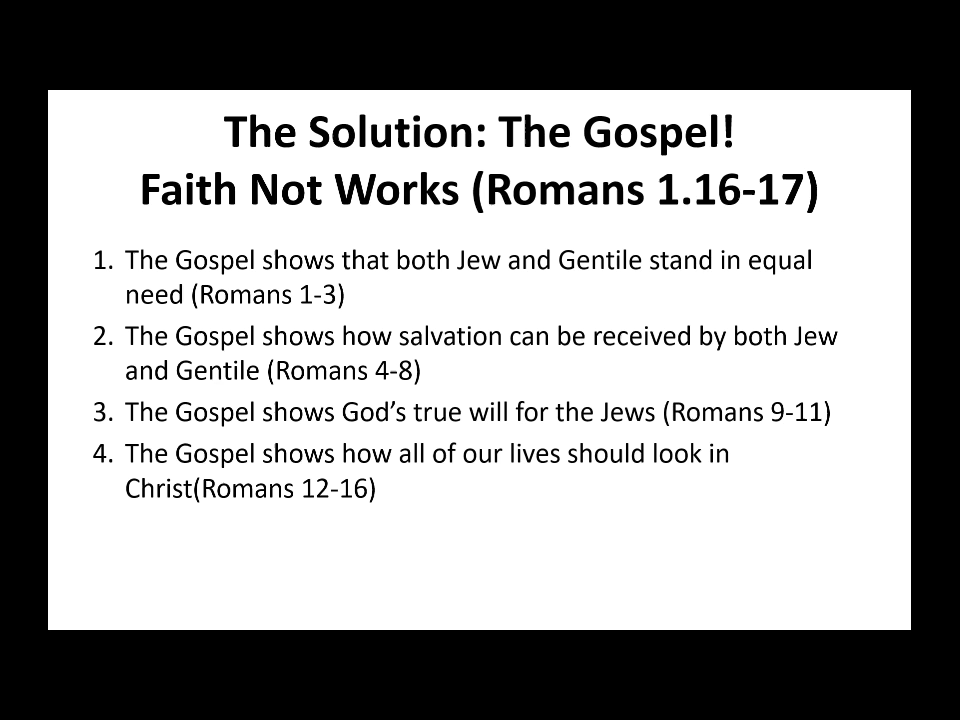 The Solution: The Gospel!
Faith Not Works (Romans 1.16-17)
1. The Gospel shows that both Jew and Gentile stand in equal
need (Romans 1-3)
2. The Gospel shows how salvation can be received by both Jew
and Gentile (Romans 4-8)
3. The Gospel shows God’s true will for the Jews (Romans 9-11)
4. The Gospel shows how all of our lives should look in
Christ(Romans 12-16)